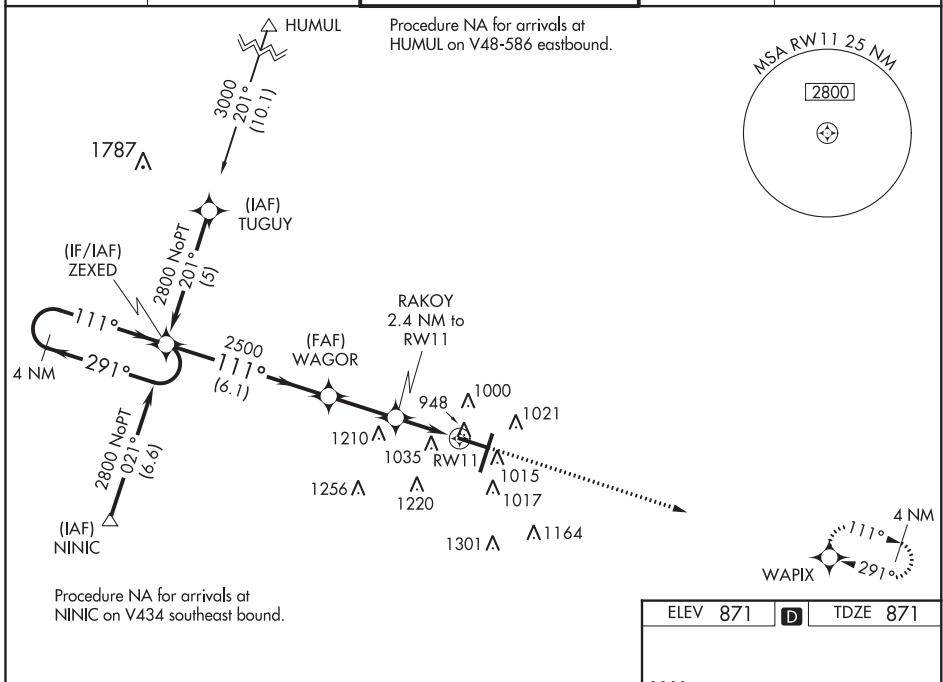 HUMUL
Procedure NA for arrivals at
HUMUL on V48-586 eastbound.
MSA RW11 25 NM
2800
3000
201°
(10.1)
1787
(IAF)
TUGUY
(IF/IAF)
ZEXED
2800 NoPT
201°
(5)
RAKOY
2.4 NM to
RW11
111°
291°
4 NM
2500
111°
(6.1)
(FAF)
WAGOR
948
1000
1021
1210
1035
RW11
1015
1017
1256
1220
1301
1164
2800 NoPT
021°
(6.6)
(IAF)
NINIC
4 NM
111°
291°
WAPIX
Procedure NA for arrivals at
NINIC on V434 southeast bound.
ELEV 871
D
TDZE 871